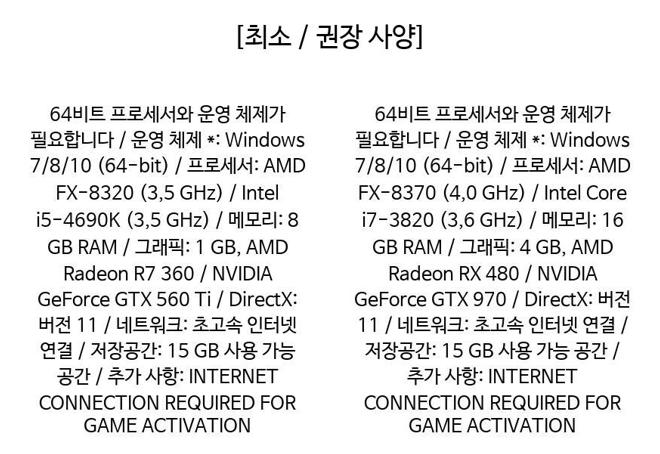 [최소 / 권장 사양]
64비트 프로세서와 운영 체제가
필요합니다 / 운영 체제 *: Windows
7/8/10 (64-bit) / 프로세서: AMD
FX-8320 (3,5 GHz) / Intel
i5-4690K (3,5 GHz) / 메모리: 8
GB RAM / 그래픽: 1 GB, AMD
Radeon R7 360 / NVIDIA
GeForce GTX 560 Ti / DirectX:
버전 11 / 네트워크: 초고속 인터넷
연결 / 저장공간: 15 GB 사용 가능
공간 / 추가 사항: INTERNET
CONNECTION REQUIRED FOR
GAME ACTIVATION
64비트 프로세서와 운영 체제가
필요합니다 / 운영 체제 *: Windows
7/8/10 (64-bit) / 프로세서: AMD
FX-8370 (4,0 GHz) / Intel Core
i7-3820 (3,6 GHz) / 메모리: 16
GB RAM / 그래픽: 4 GB, AMD
Radeon RX 480 / NVIDIA
GeForce GTX 970 / DirectX: 버전
11 / 네트워크: 초고속 인터넷 연결 /
저장공간: 15 GB 사용 가능 공간 /
추가 사항: INTERNET
CONNECTION REQUIRED FOR
GAME ACTIVATION